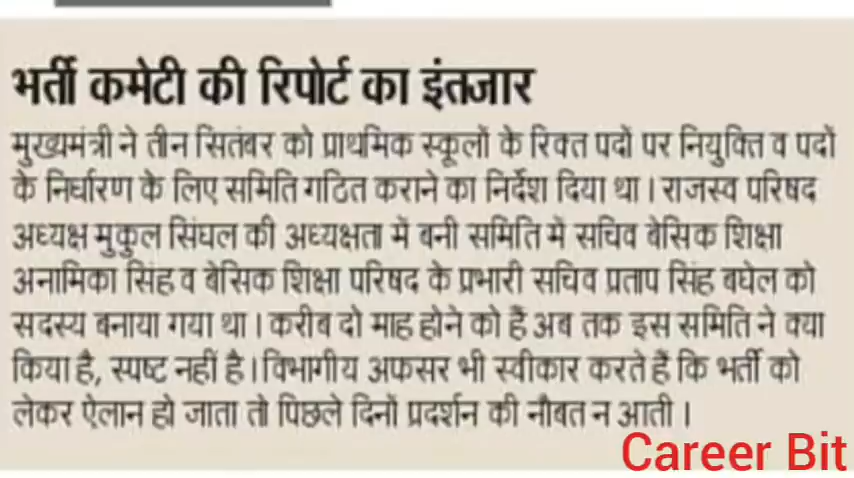 भर्ती कमेटी की रिपोर्ट का इंतजार
मुख्यमंत्री ने तीन सितंबर को प्राथमिक स्कूलों के रिक्त पदों पर नियुक्ति व पदों
के निर्धारण के लिए समिति गठित कराने का निर्देश दिया था। राजस्व परिषद
अध्यक्ष मुकुल सिंघल की अध्यक्षता में बनी समिति में सचिव बेसिक शिक्षा
अनामिका सिंह व बेसिक शिक्षा परिषद के प्रभारी सचिव प्रताप सिंह बघेल को
सदस्य बनाया गया था। करीब दो माह होने को हैं अब तक इस समिति ने क्या
किया है, स्पष्ट नहीं है। विभागीय अफसर भी स्वीकार करते हैं कि भर्ती को
लेकर ऐलान हो जाता तो पिछले दिनों प्रदर्शन की नौबत न आती।
Career Bit